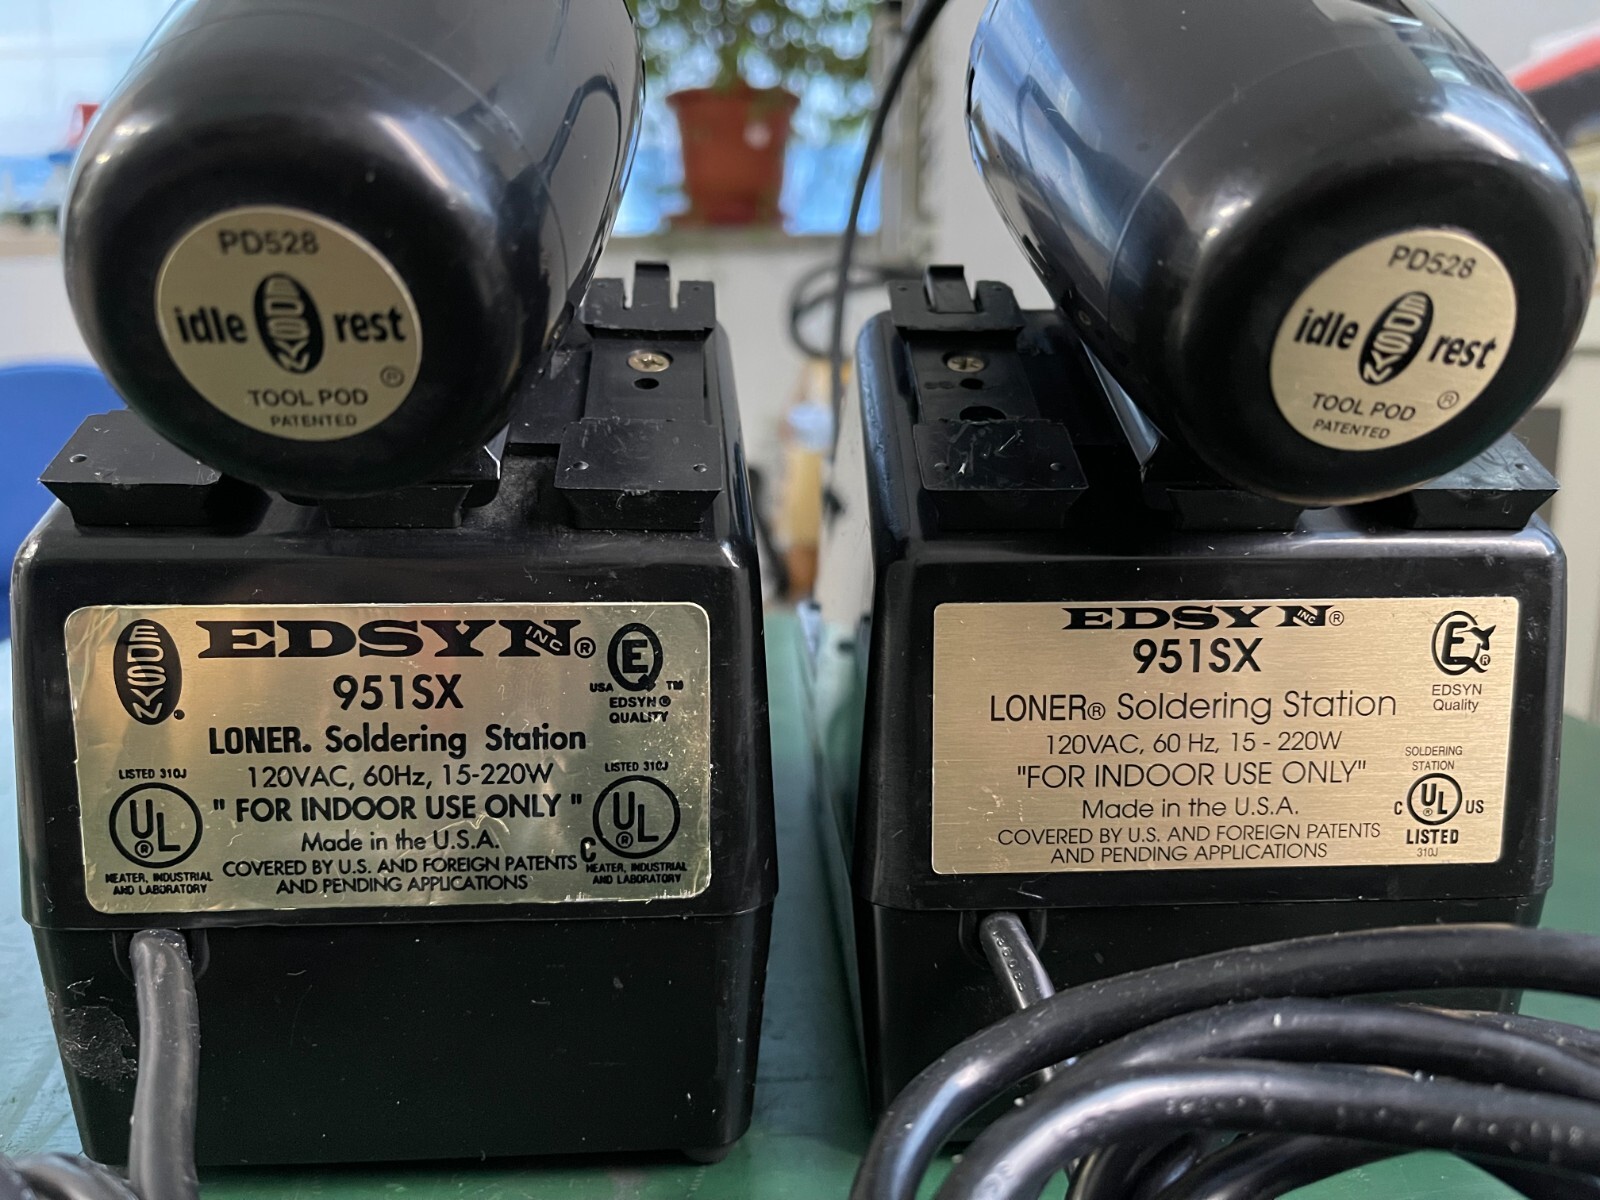 PD528
idle EDSYN rest
TOOL POD ®
PATENTED
EDSYN ®
EDSYN INC ®
951SX
E
USA TM
EDSYN®
QUALITY
LONER. Soldering Station
120VAC, 60Hz, 15-220W
" FOR INDOOR USE ONLY "
Made in the U.S.A.
COVERED BY U.S. AND FOREIGN PATENTS
AND PENDING APPLICATIONS
LISTED 310J
UL ®
HEATER, INDUSTRIAL
AND LABORATORY
LISTED 310J
C UL ®
HEATER, INDUSTRIAL
AND LABORATORY
PD528
idle EDSYN rest
TOOL POD ®
PATENTED
EDSYN INC ®
951SX
LONER® Soldering Station
120VAC, 60 Hz, 15 - 220W
"FOR INDOOR USE ONLY"
Made in the U.S.A.
COVERED BY U.S. AND FOREIGN PATENTS
AND PENDING APPLICATIONS
E ®
EDSYN
Quality
SOLDERING
STATION
C UL ® US
LISTED
310J